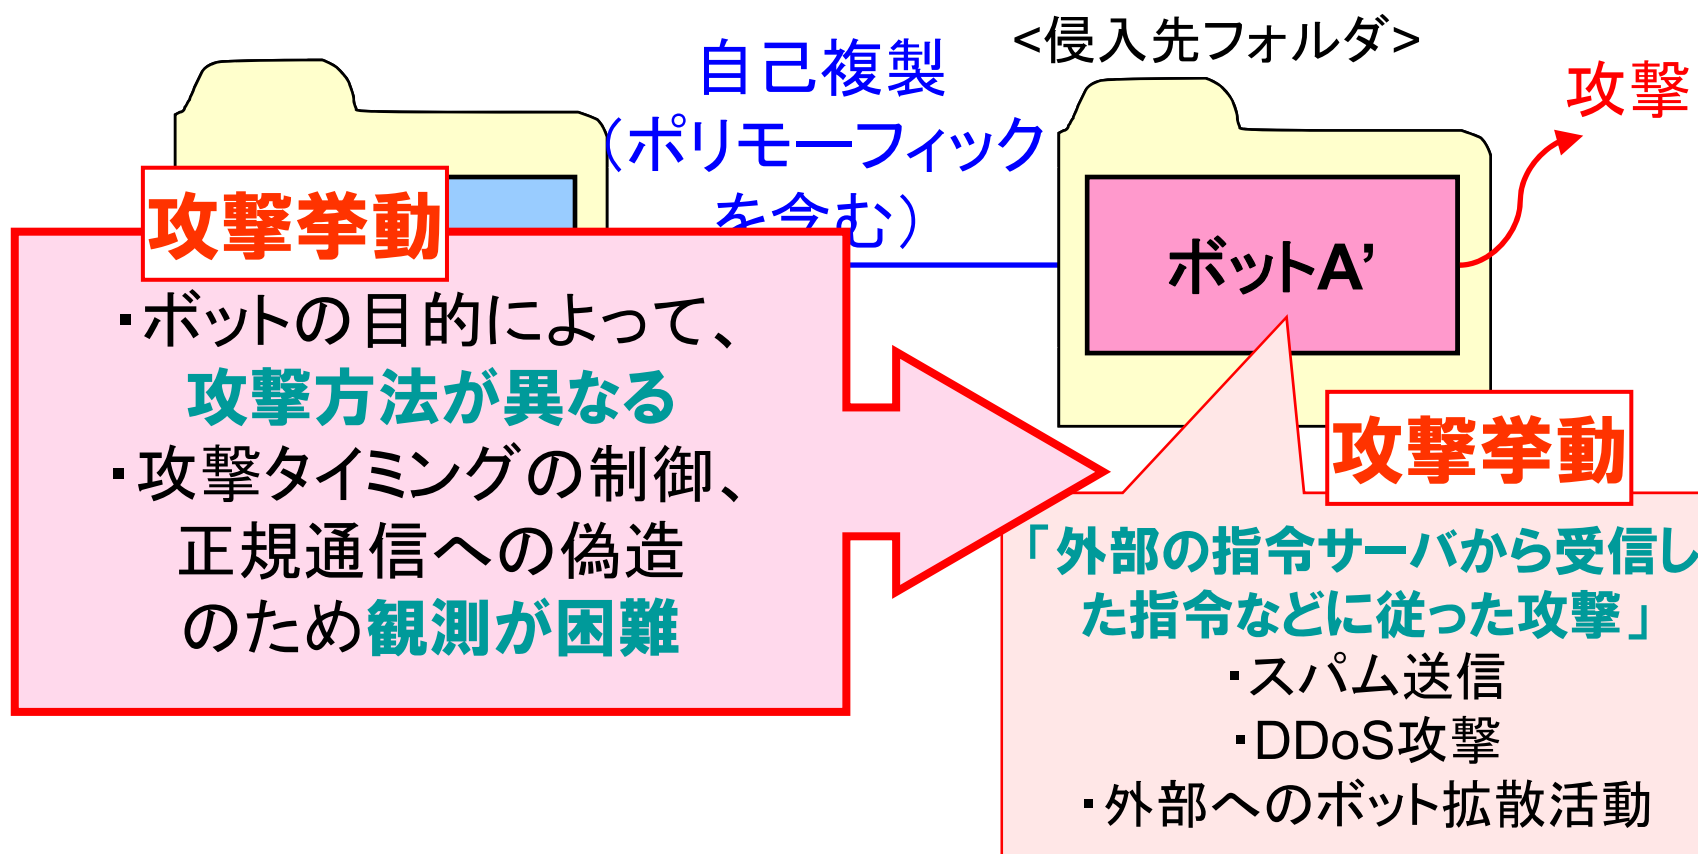 <侵入先フォルダ>
自己複製
（ポリモーフィック
を含む）
攻撃
ボットA’
攻撃挙動
・ボットの目的によって、
攻撃方法が異なる
・攻撃タイミングの制御、
正規通信への偽造
のため観測が困難
攻撃挙動
「外部の指令サーバから受信し
た指令などに従った攻撃」
・スパム送信
・DDoS攻撃
・外部へのボット拡散活動